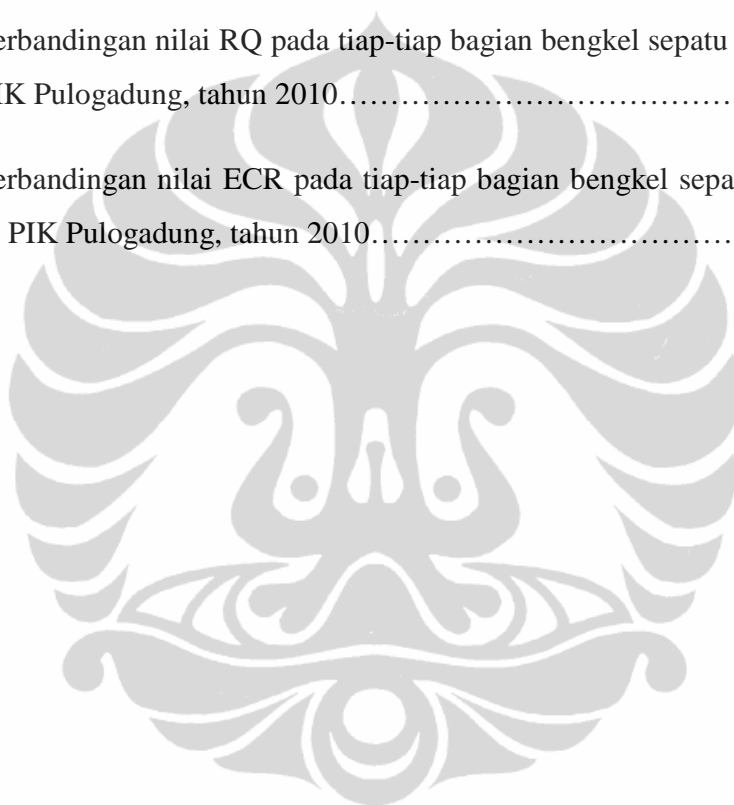 erbandingan nilai RQ pada tiap-tiap bagian bengkel sepatu
IK Pulogadung, tahun 2010……………………………………
erbandingan nilai ECR pada tiap-tiap bagian bengkel sepa
PIK Pulogadung, tahun 2010……………………………………